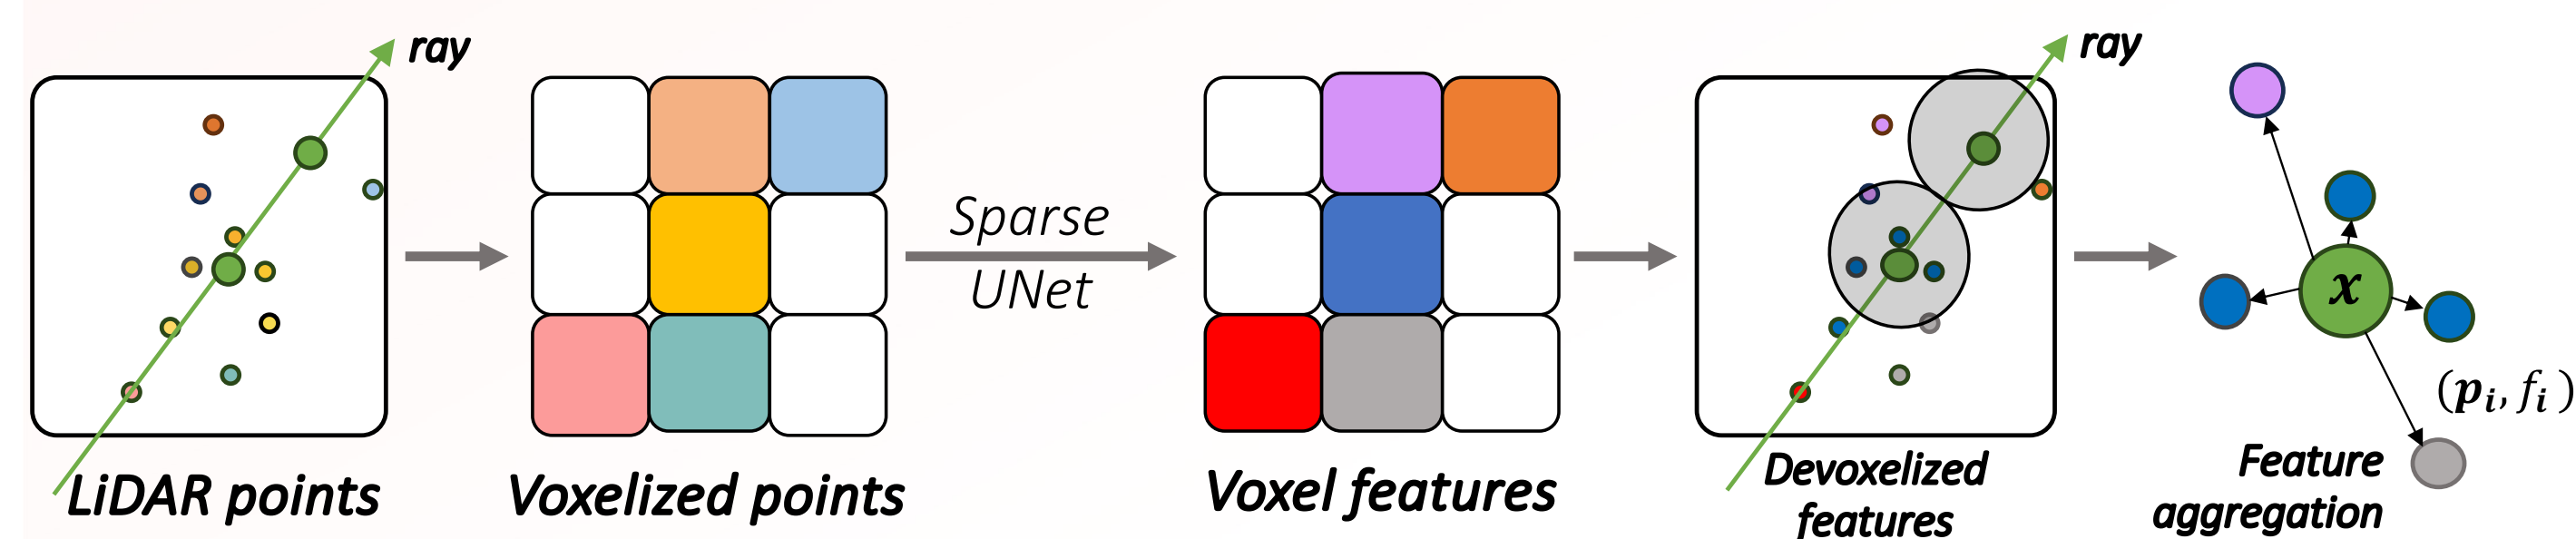 ray
LiDAR points
Voxelized points
Sparse
UNet
Voxel features
ray
Devoxelized
features
x
(p_i, f_i)
Feature
aggregation